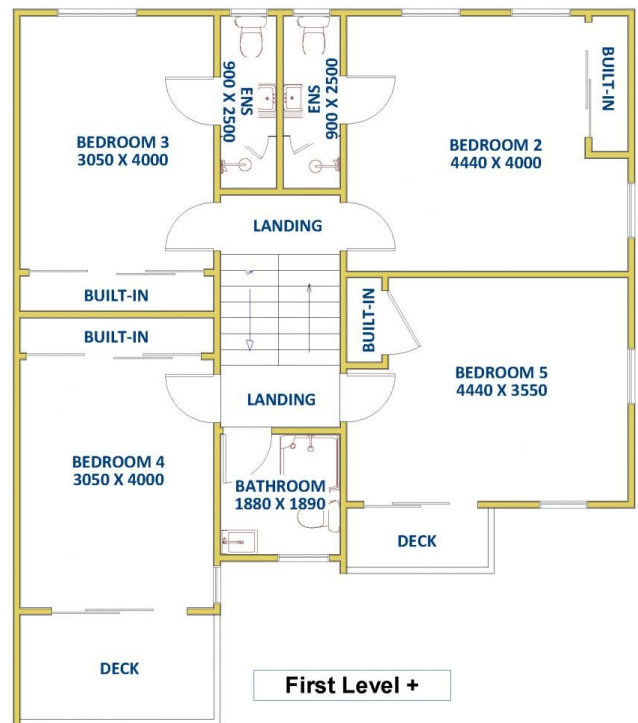 ENS
900 X 2500
ENS
900 X 2500
BUILT-IN
BEDROOM 3
3050 X 4000
BEDROOM 2
4440 X 4000
LANDING
BUILT-IN
BUILT-IN
BUILT-IN
BEDROOM 5
4440 X 3550
LANDING
BEDROOM 4
3050 X 4000
BATHROOM
1880 X 1890
DECK
DECK
First Level +